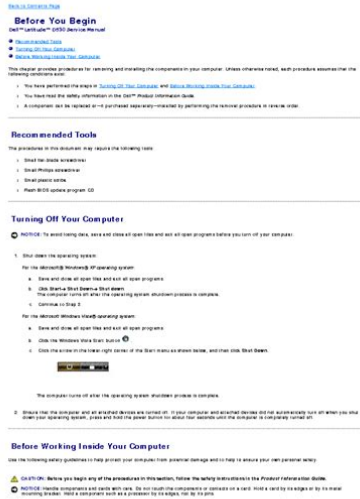 Back to Contents Page
Before You Begin
Dell™ Latitude™ D530 Service Manual
Recommended Tools
Turning Off Your Computer
Before Working Inside Your Computer
This chapter provides procedures for removing and installing the components in your computer. Unless otherwise noted, each procedure assumes that the
following conditions exist:
You have performed the steps in Turning Off Your Computer and Before Working Inside Your Computer.
You have read the safety information in the Dell™ Product Information Guide.
A component can be replaced or—if purchased separately—installed by performing the removal procedure in reverse order.
Recommended Tools
The procedures in this document may require the following tools:
Small flat-blade screwdriver
Small Phillips screwdriver
Small plastic scribe
Flash BIOS update program CD
Turning Off Your Computer
NOTICE: To avoid losing data, save and close all open files and exit all open programs before you turn off your computer.
1. Shut down the operating system:
For the Microsoft® Windows® XP operating system:
a. Save and close all open files and exit all open programs.
b. Click Start→ Shut Down→ Shut down.
The computer turns off after the operating system shutdown process is complete.
c. Continue to Step 2.
For the Microsoft Windows Vista® operating system:
a. Save and close all open files and exit all open programs.
b. Click the Windows Vista Start button
c. Click the arrow in the lower right corner of the Start menu as shown below, and then click Shut Down.
The computer turns off after the operating system shutdown process is complete.
2. Ensure that the computer and all attached devices are turned off. If your computer and attached devices did not automatically turn off when you shut
down your operating system, press and hold the power button for about four seconds until the computer is completely turned off.
Before Working Inside Your Computer
Use the following safety guidelines to help protect your computer from potential damage and to help to ensure your own personal safety.
CAUTION: Before you begin any of the procedures in this section, follow the safety instructions in the Product Information Guide.
NOTICE: Handle components and cards with care. Do not touch the components or contacts on a card. Hold a card by its edges or by its metal
mounting bracket. Hold a component such as a processor by its edges, not by its pins.